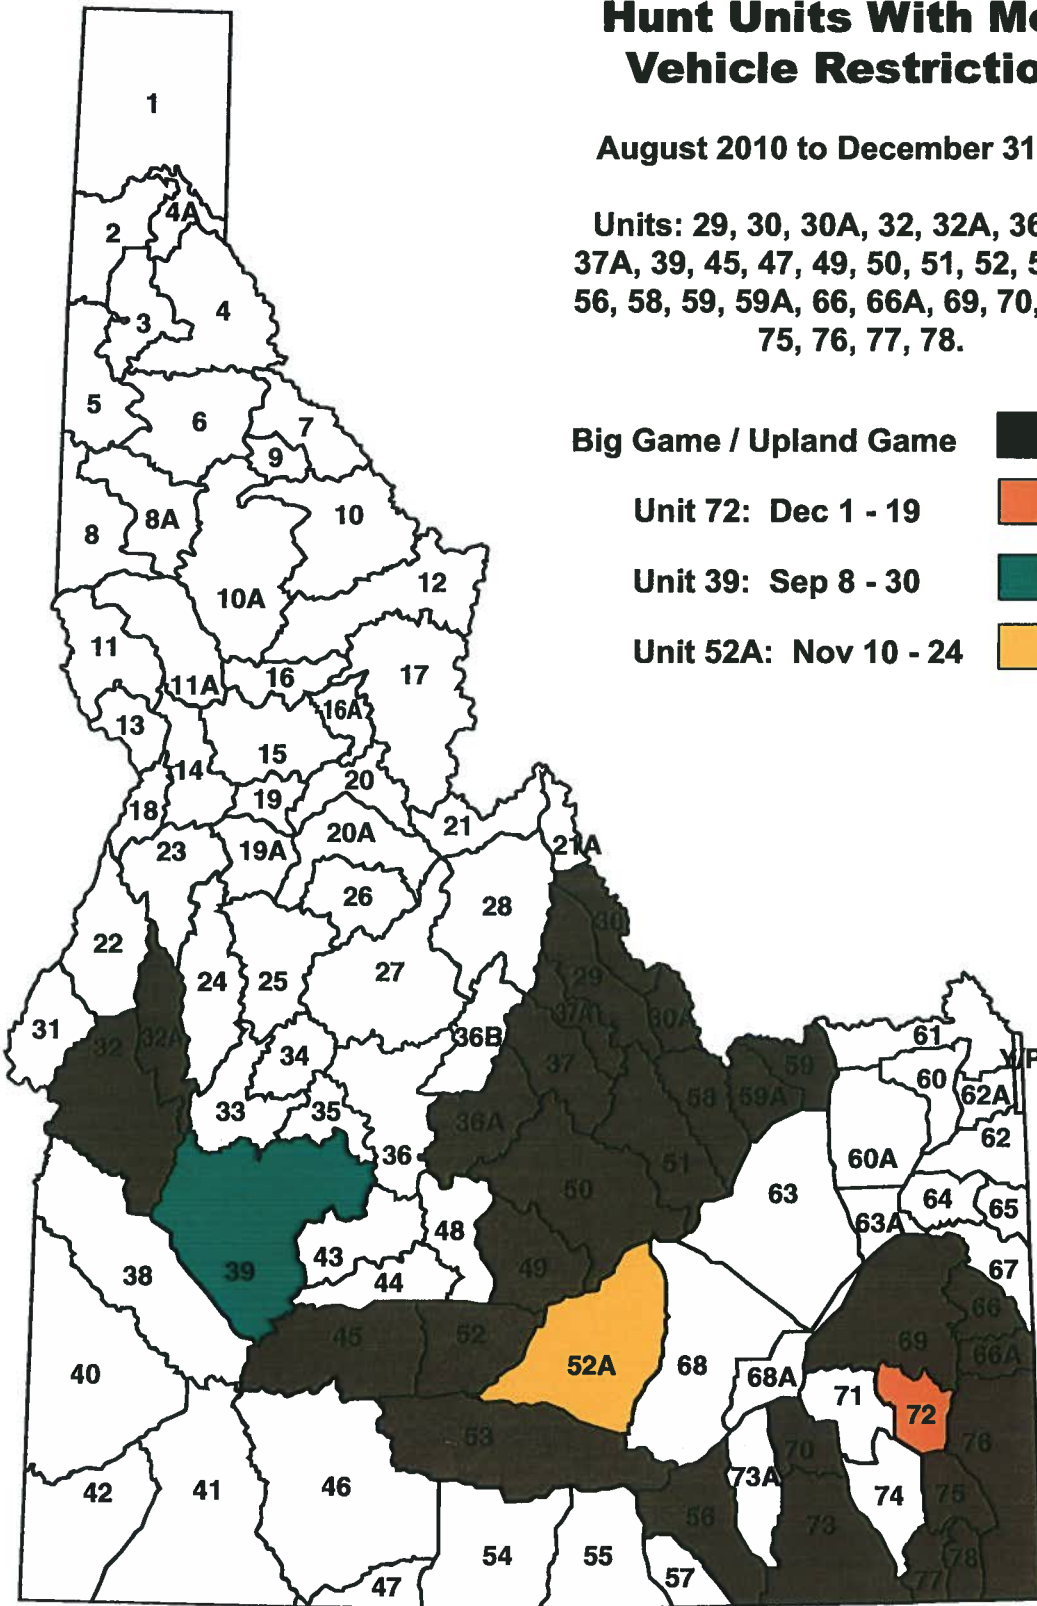 Hunt Units With Mo
Vehicle Restrictio
August 2010 to December 31
Units: 29, 30, 30A, 32, 32A, 36
37A, 39, 45, 47, 49, 50, 51, 52, 5
56, 58, 59, 59A, 66, 66A, 69, 70,
75, 76, 77, 78.
Big Game / Upland Game
Unit 72: Dec 1 - 19
Unit 39: Sep 8 - 30
Unit 52A: Nov 10 - 24
1
2
4A
3
4
5
6
7
9
8
8A
10
10A
12
11
11A
16
17
16A
13
14
15
20
18
19
21
20A
23
19A
21A
26
28
30
22
24
25
27
29
37A
30A
31
32
32A
34
36B
37
61
59
Y/P
60
33
35
58
59A
62A
36A
62
36
51
60A
50
63
64
65
48
63A
43
49
67
39
38
44
66
45
52
69
66A
40
52A
68
68A
71
72
53
70
76
42
41
46
73A
74
75
56
73
54
55
57
78
47
77